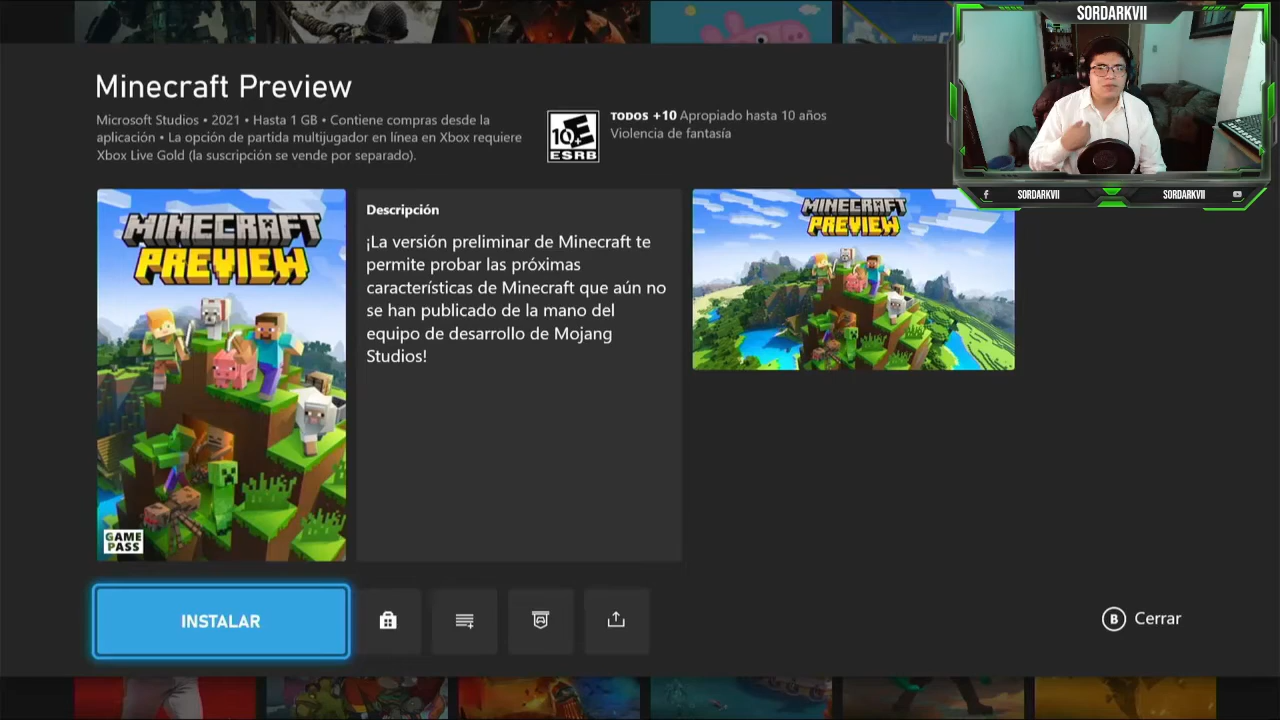 SORDARKVII
Minecraft Preview
Microsoft Studios • 2021 • Hasta 1 GB • Contiene compras desde la
aplicación • La opción de partida multijugador en línea en Xbox requiere
Xbox Live Gold (la suscripción se vende por separado).
10+
E
ESRB
TODOS +10 Apropiado hasta 10 años
Violencia de fantasía
SORDARKVII
SORDARKVII
MINECRAFT
PREVIEW
GAME
PASS
Descripción
¡La versión preliminar de Minecraft te
permite probar las próximas
características de Minecraft que aún no
se han publicado de la mano del
equipo de desarrollo de Mojang
Studios!
MINECRAFT
PREVIEW
INSTALAR
B Cerrar